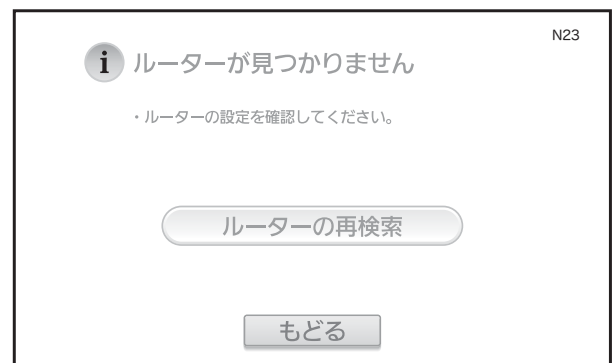 N23
i ルーターが見つかりません
・ルーターの設定を確認してください。
ルーターの再検索
もどる